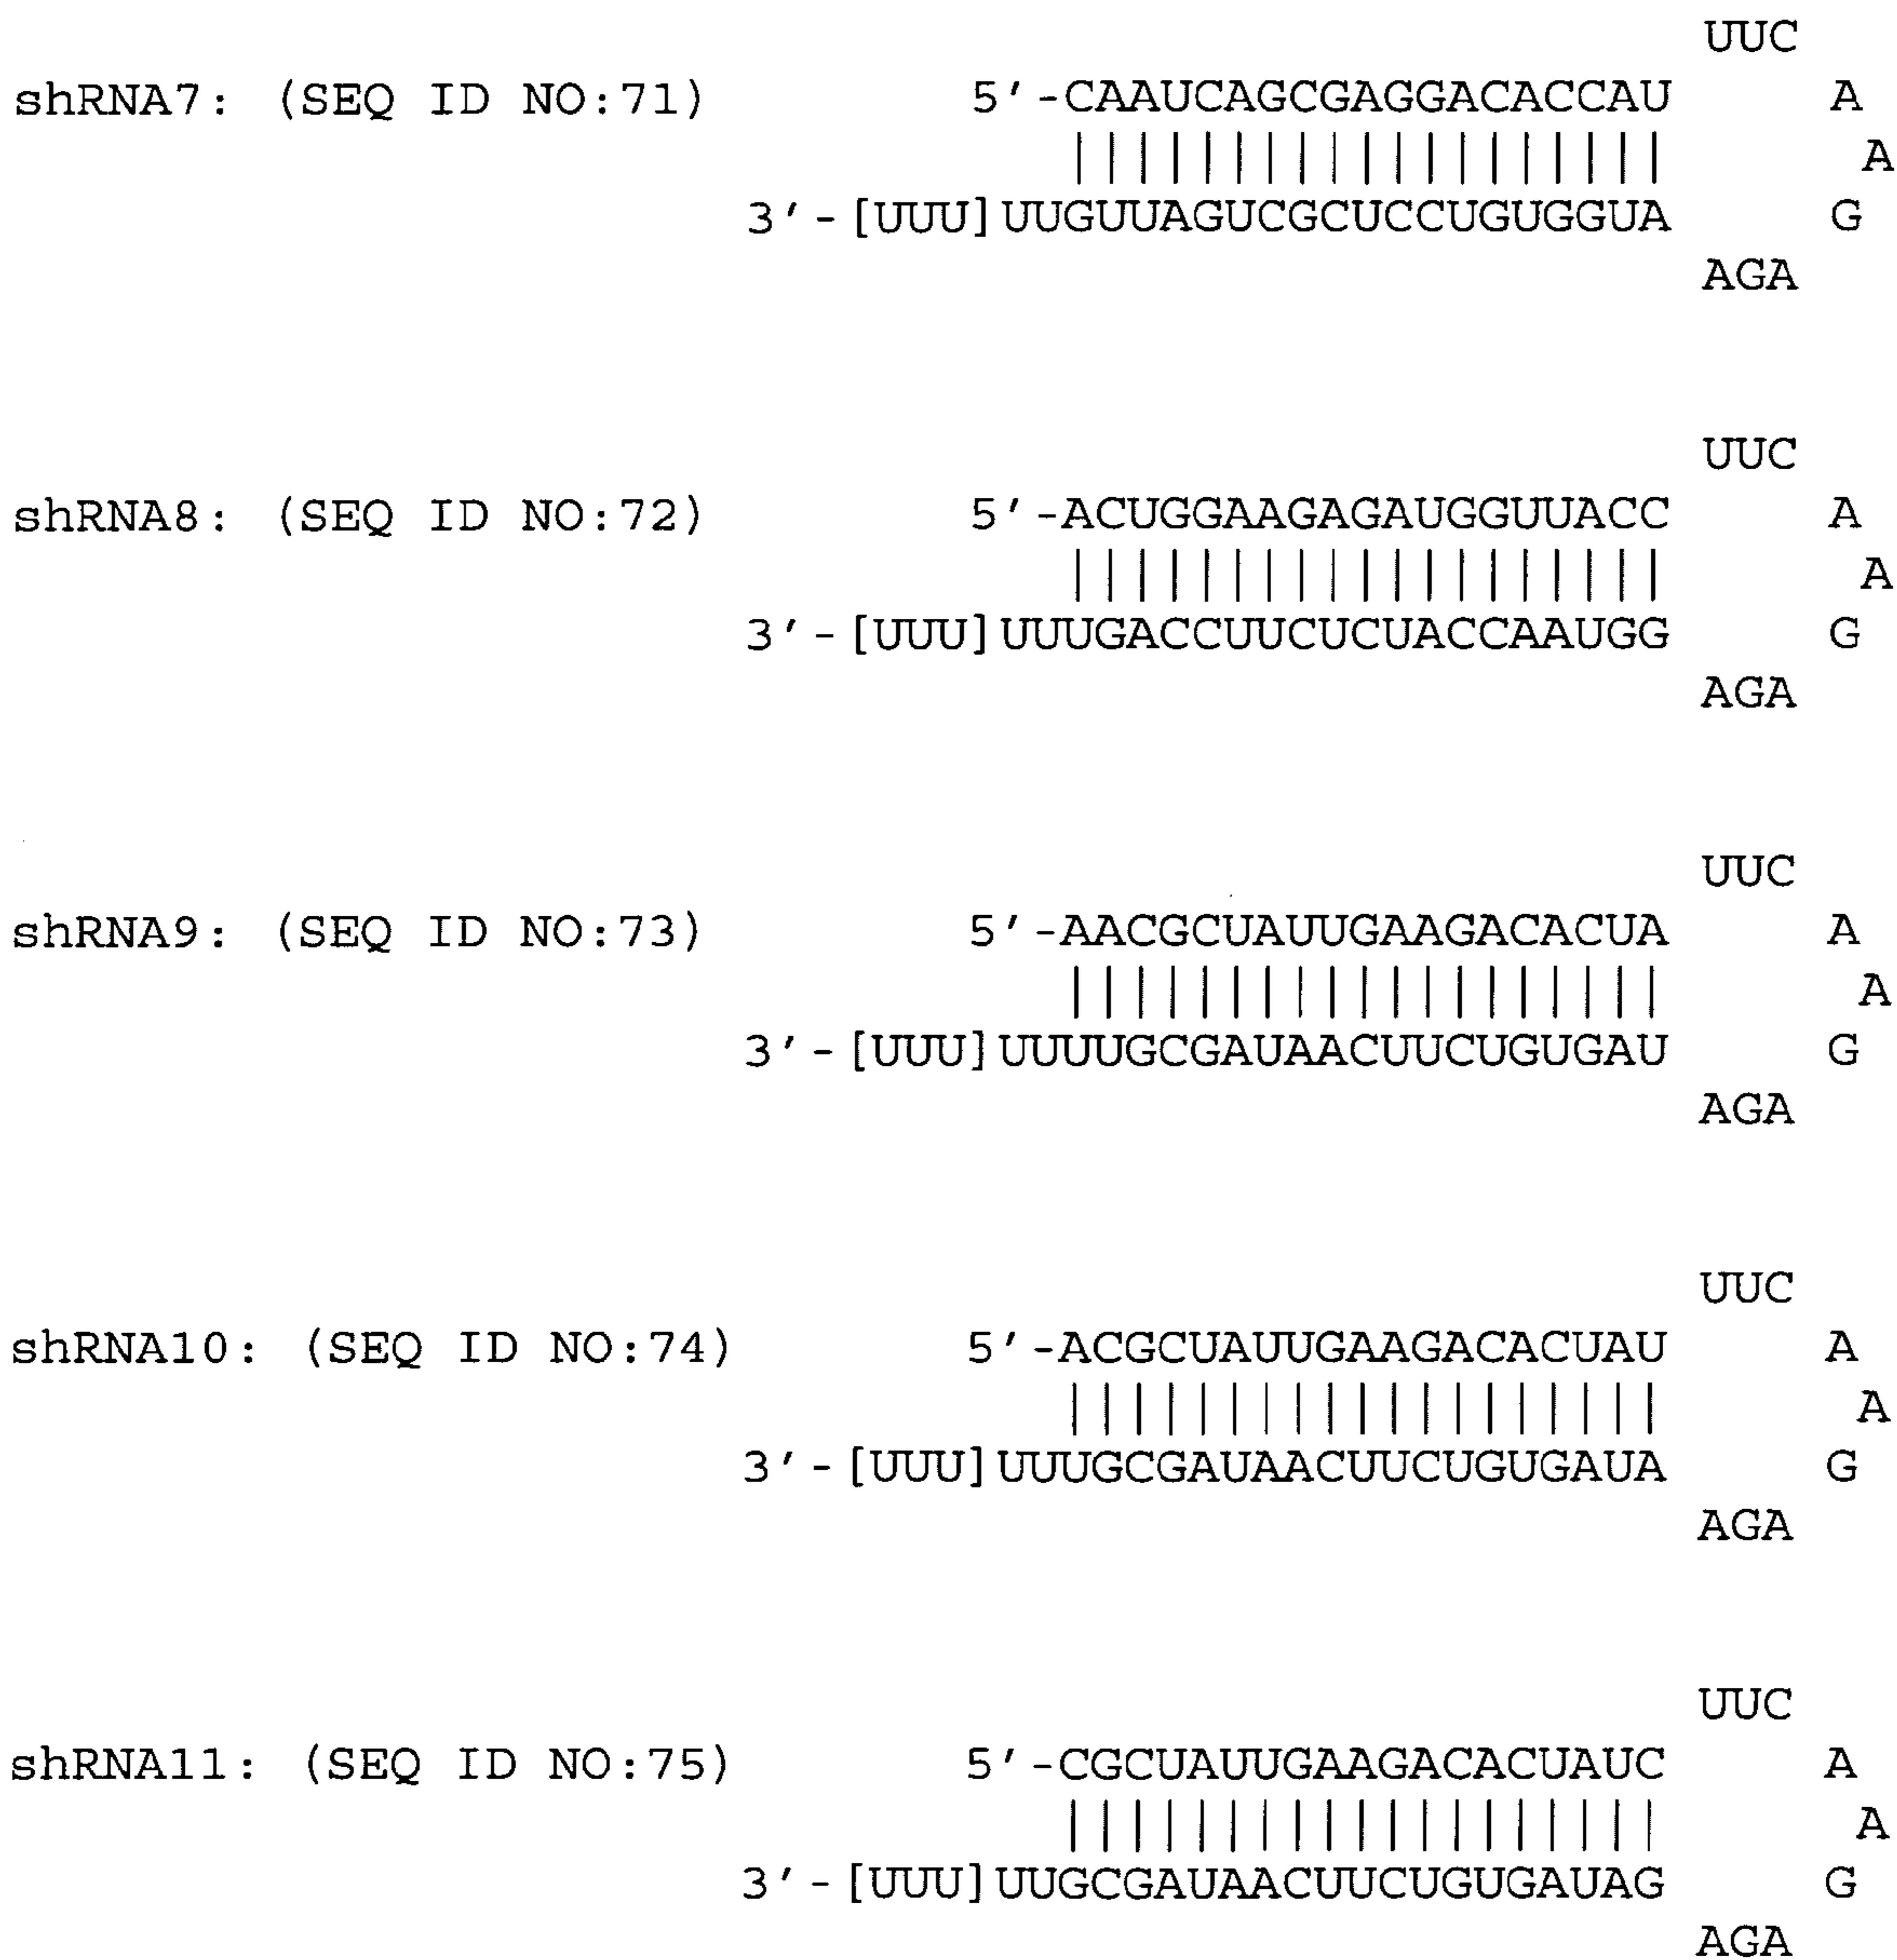 UUC
shRNA7: (SEQ ID NO:71) 5'-CAAUCAGCGAGGACACCAU A
A
3'-[UUU]UUGUUAGUCGCUCCUGUGGUA G
AGA
UUC
shRNA8: (SEQ ID NO:72) 5'-ACUGGAAGAGAUGGUUACC A
A
3'-[UUU]UUUGACCUUCUCUACCAAUGG G
AGA
UUC
shRNA9: (SEQ ID NO:73) 5'-AACGCUAUUGAAGACACUA A
A
3'-[UUU]UUUUGCGAUAACUUCUGUGAU G
AGA
UUC
shRNA10: (SEQ ID NO:74) 5'-ACGCUAUUGAAGACACUAU A
A
3'-[UUU]UUUGCGAUAACUUCUGUGAUA G
AGA
UUC
shRNA11: (SEQ ID NO:75) 5'-CGCUAUUGAAGACACUAUC A
A
3'-[UUU]UUGCGAUAACUUCUGUGAUAG G
AGA